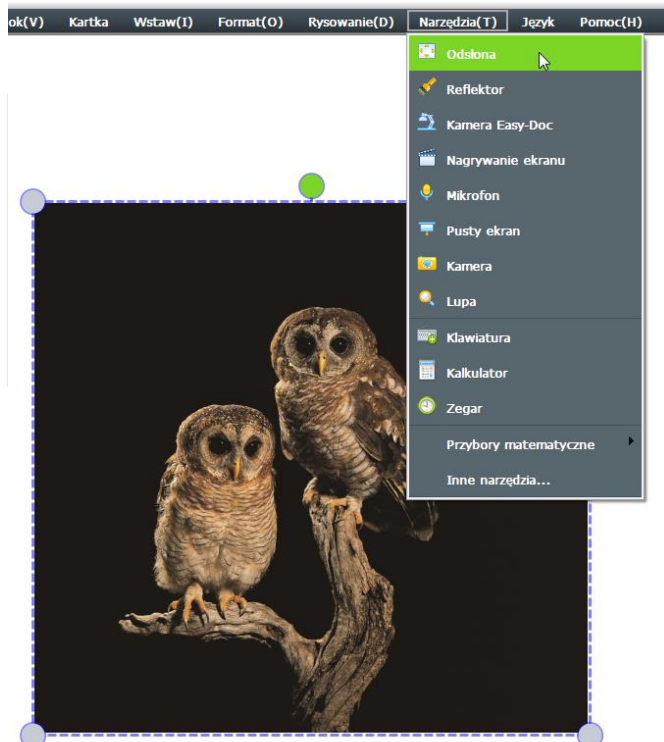 ok(V) Kartka Wstaw(I) Format(O) Rysowanie(D) Narzędzia(T) Język Pomoc(H)
Odsłona
Reflektor
Kamera Easy-Doc
Nagrywanie ekranu
Mikrofon
Pusty ekran
Kamera
Lupa
Klawiatura
Kalkulator
Zegar
Przybory matematyczne
Inne narzędzia...